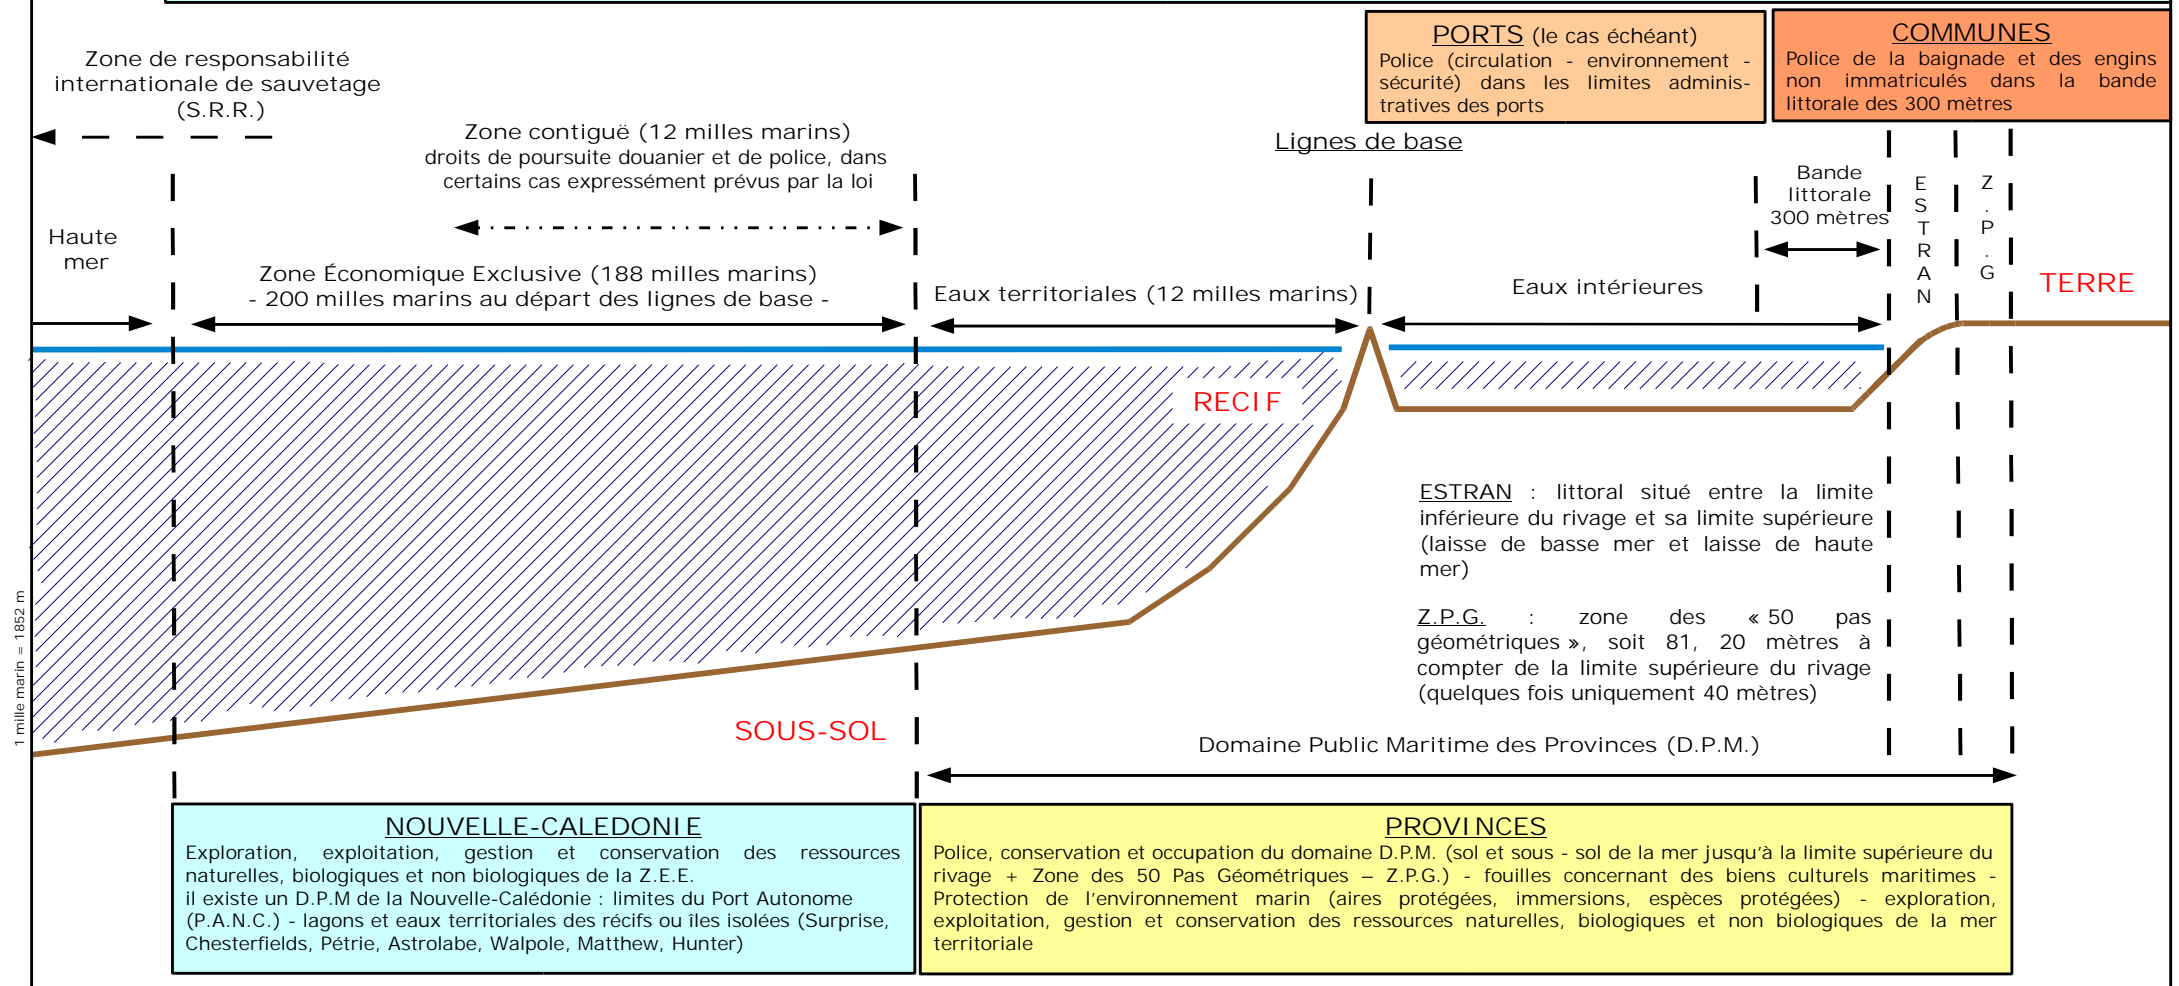 PORTS (le cas échéant)
Police (circulation - environnement -
sécurité) dans les limites adminis-
tratives des ports
COMMUNES
Police de la baignade et des engins
non immatriculés dans la bande
littorale des 300 mètres
Zone de responsabilité
internationale de sauvetage
(S.R.R.)
Zone contiguë (12 milles marins)
droits de poursuite douanier et de police, dans
certains cas expressément prévus par la loi
Lignes de base
Bande
littorale
300 mètres
ESTRAN
Z.P.G
Haute
mer
Zone Économique Exclusive (188 milles marins)
- 200 milles marins au départ des lignes de base -
Eaux territoriales (12 milles marins)
Eaux intérieures
TERRE
RECIF
ESTRAN : littoral situé entre la limite
inférieure du rivage et sa limite supérieure
(laisse de basse mer et laisse de haute
mer)
Z.P.G. : zone des « 50 pas
géométriques », soit 81, 20 mètres à
compter de la limite supérieure du rivage
(quelques fois uniquement 40 mètres)
1 mille marin = 1852 m
SOUS-SOL
Domaine Public Maritime des Provinces (D.P.M.)
NOUVELLE-CALEDONIE
Exploration, exploitation, gestion et conservation des ressources
naturelles, biologiques et non biologiques de la Z.E.E.
il existe un D.P.M de la Nouvelle-Calédonie : limites du Port Autonome
(P.A.N.C.) - lagons et eaux territoriales des récifs ou îles isolées (Surprise,
Chesterfields, Pétrie, Astrolabe, Walpole, Matthew, Hunter)
PROVINCES
Police, conservation et occupation du domaine D.P.M. (sol et sous - sol de la mer jusqu'à la limite supérieure du
rivage + Zone des 50 Pas Géométriques – Z.P.G.) - fouilles concernant des biens culturels maritimes -
Protection de l'environnement marin (aires protégées, immersions, espèces protégées) - exploration,
exploitation, gestion et conservation des ressources naturelles, biologiques et non biologiques de la mer
territoriale